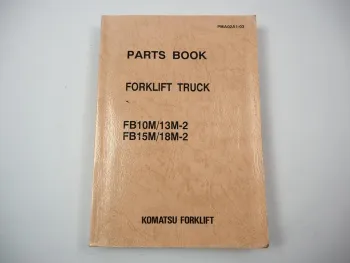 PARTS BOOK
FORKLIFT TRUCK
FB10M/13M-2
FB15M/18M-2
KOMATSU FORKLIFT